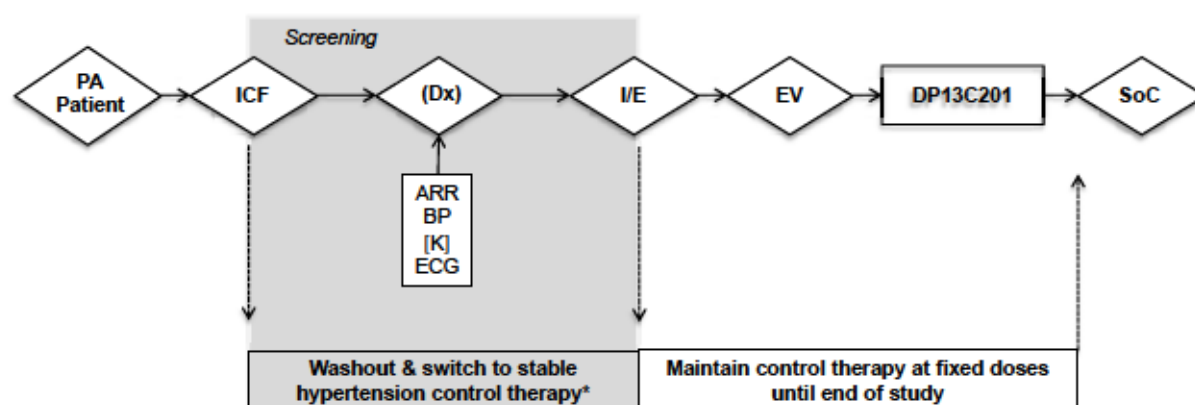 Screening
PA
Patient
ICF
(Dx)
I/E
EV
DP13C201
SoC
ARR
BP
[K]
ECG
Washout & switch to stable
hypertension control therapy*
Maintain control therapy at fixed doses
until end of study